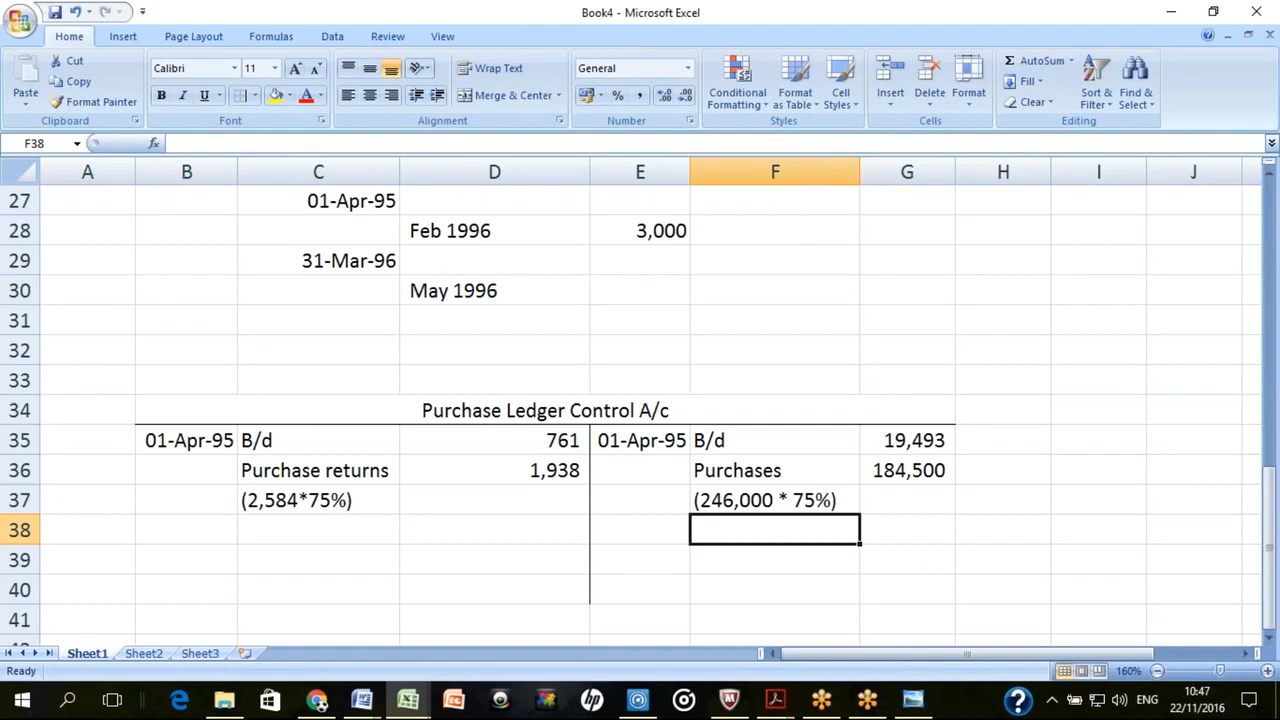 Book4 - Microsoft Excel
Home Insert Page Layout Formulas Data Review View
Paste Cut Copy Format Painter Clipboard
Calibri 11 B I U Font
Wrap Text Merge & Center Alignment
General % , Number
Conditional Formatting Format as Table Cell Styles Styles
Insert Delete Format Cells
Σ AutoSum Fill Clear Sort & Filter Find & Select Editing
F38 fx
A B C D E F G H I J
27 01-Apr-95
28 Feb 1996 3,000
29 31-Mar-96
30 May 1996
31
32
33
34 Purchase Ledger Control A/c
35 01-Apr-95 B/d 761 01-Apr-95 B/d 19,493
36 Purchase returns 1,938 Purchases 184,500
37 (2,584*75%) (246,000 * 75%)
38
39
40
41
Sheet1 Sheet2 Sheet3
Ready 160%
ENG 10:47
22/11/2016